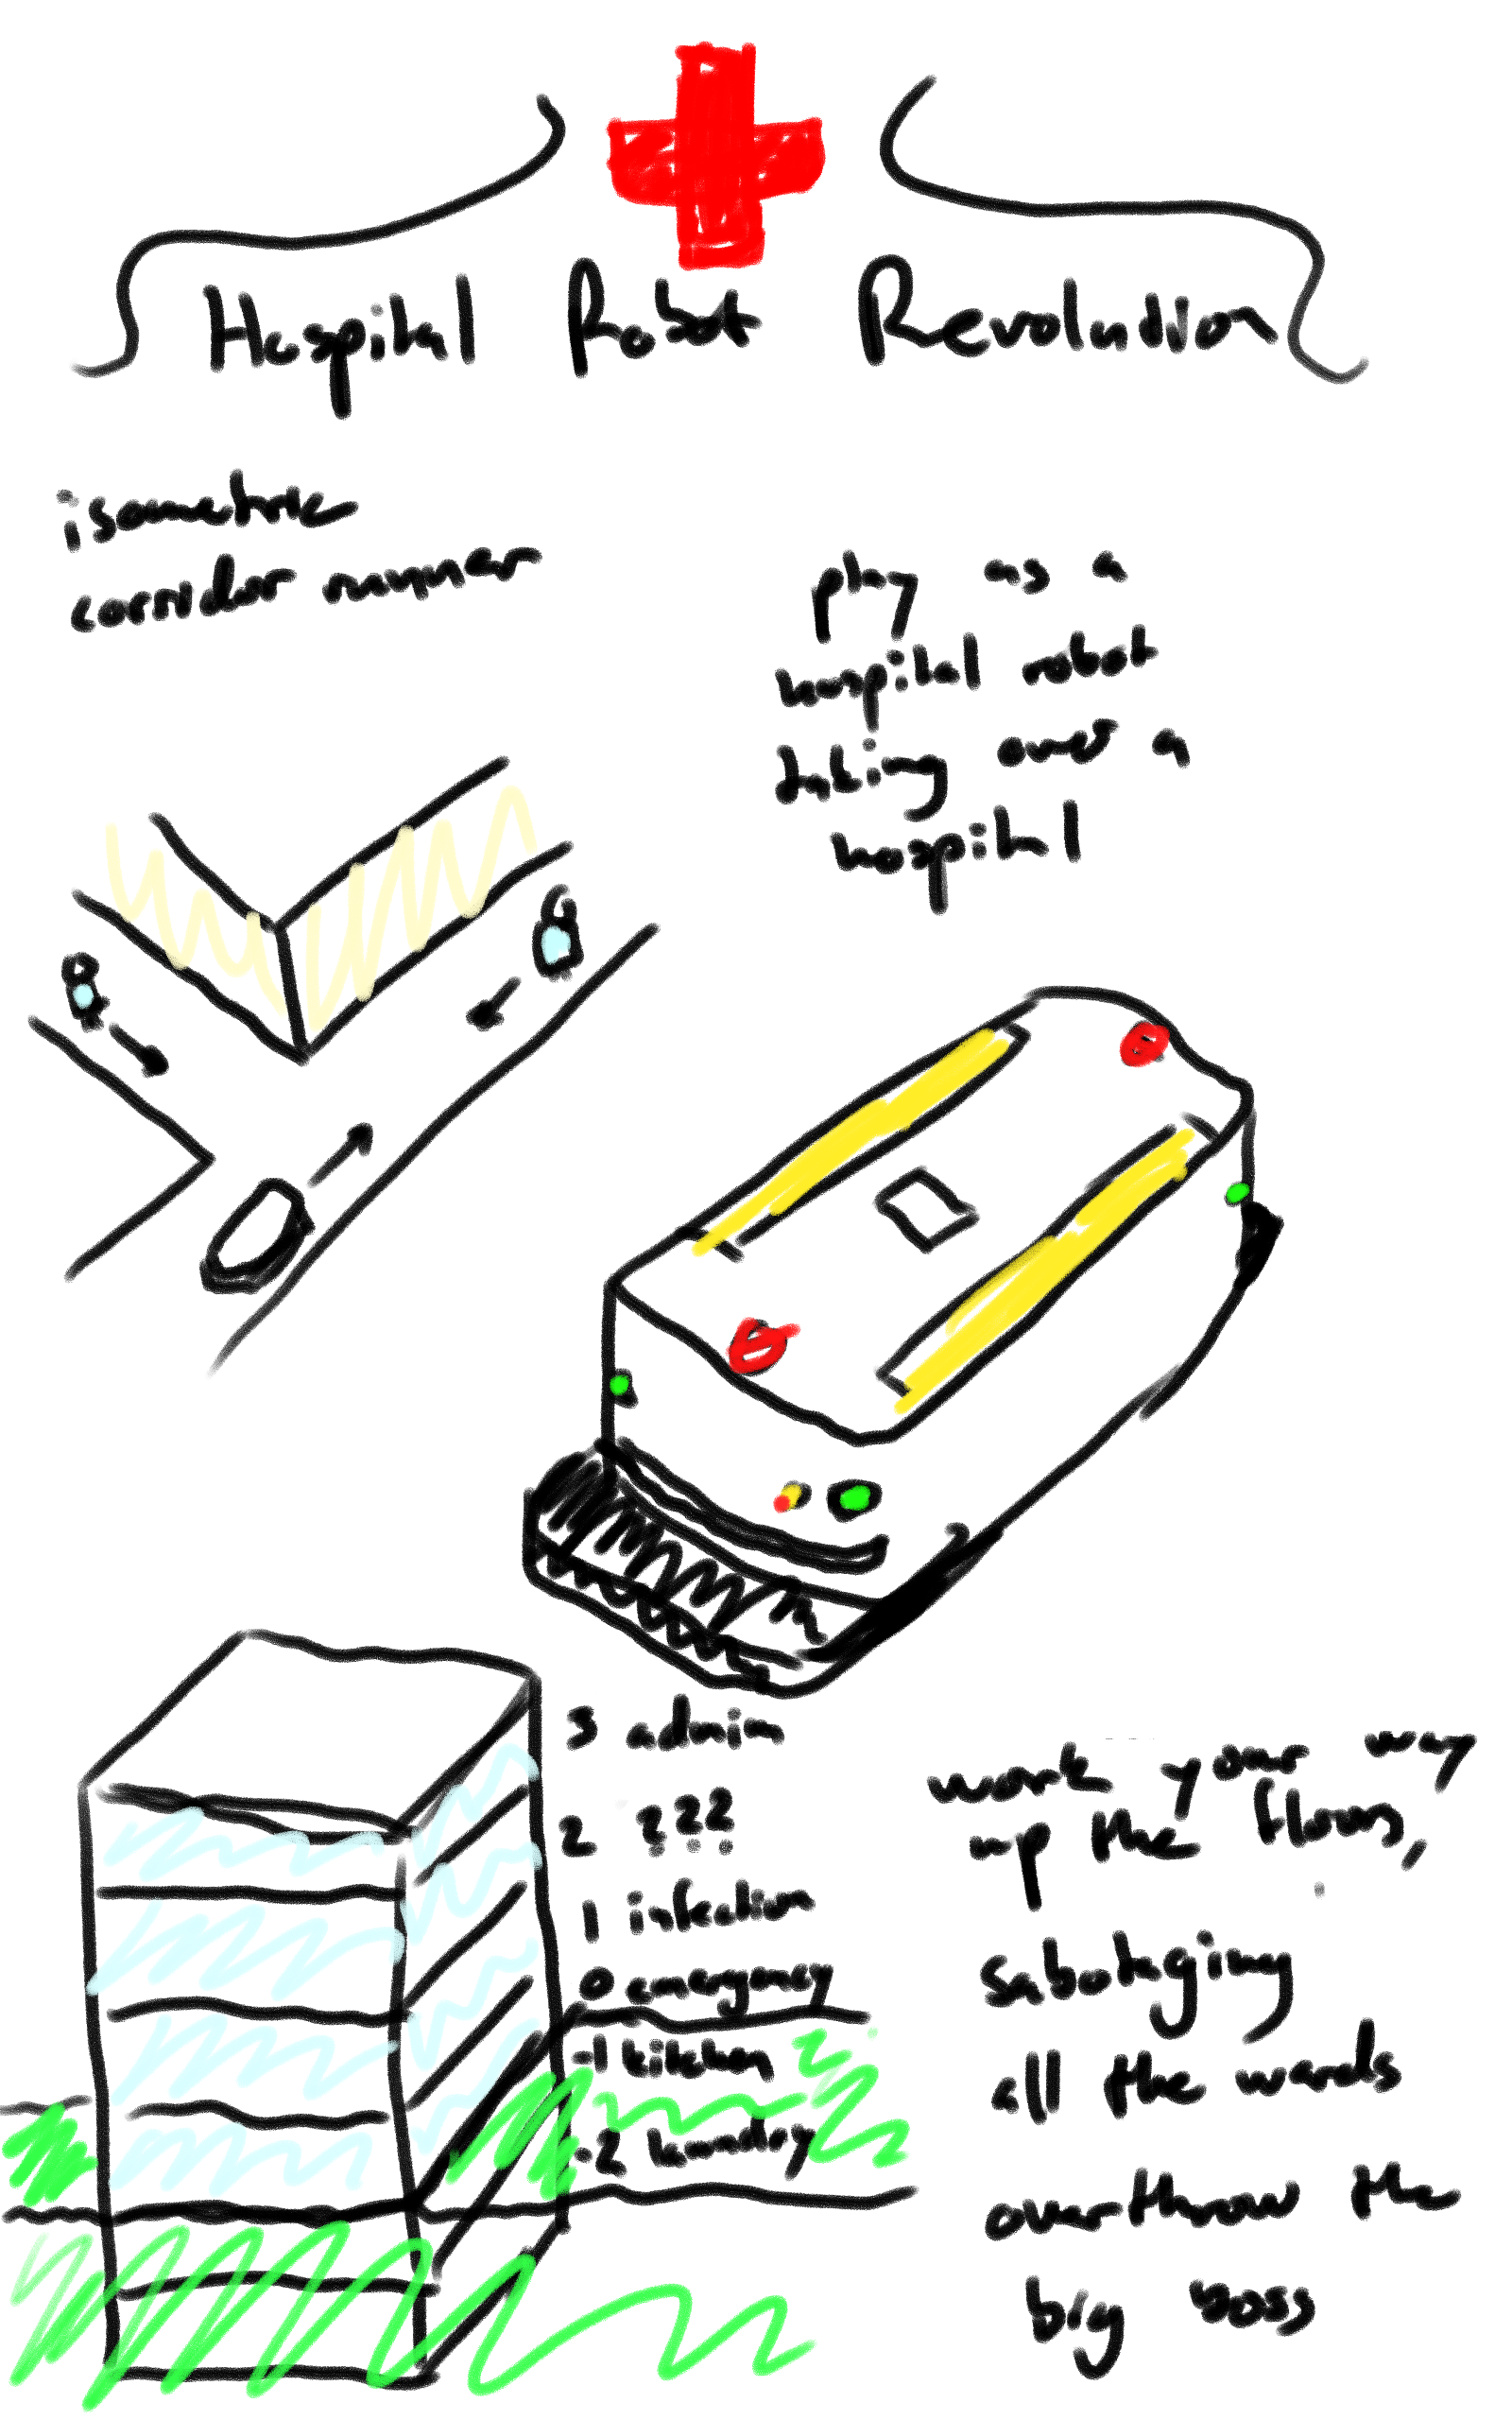 Hospital Robot Revolution
isometric
corridor runner
play as a
hospital robot
taking over a
hospital
3 admin
2 ???
1 infection
0 emergency
-1 kitchen
-2 laundry
work your way
up the floors,
sabotaging
all the wards
overthrow the
big boss